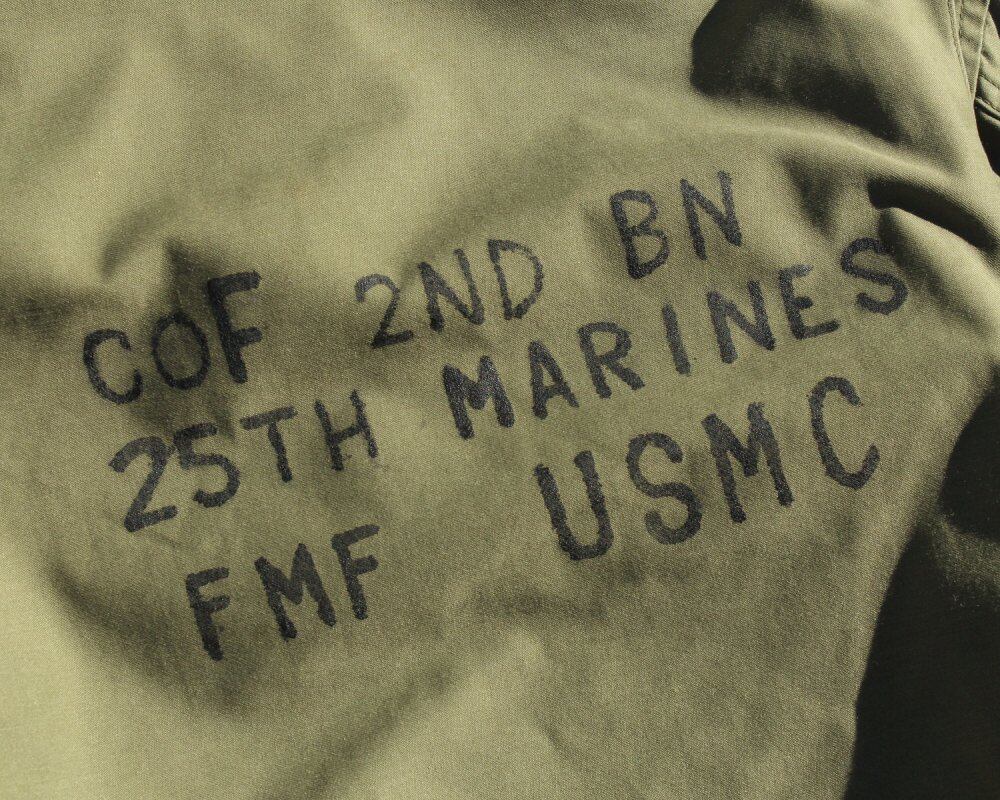 COF 2ND BN
25TH MARINES
FMF USMC